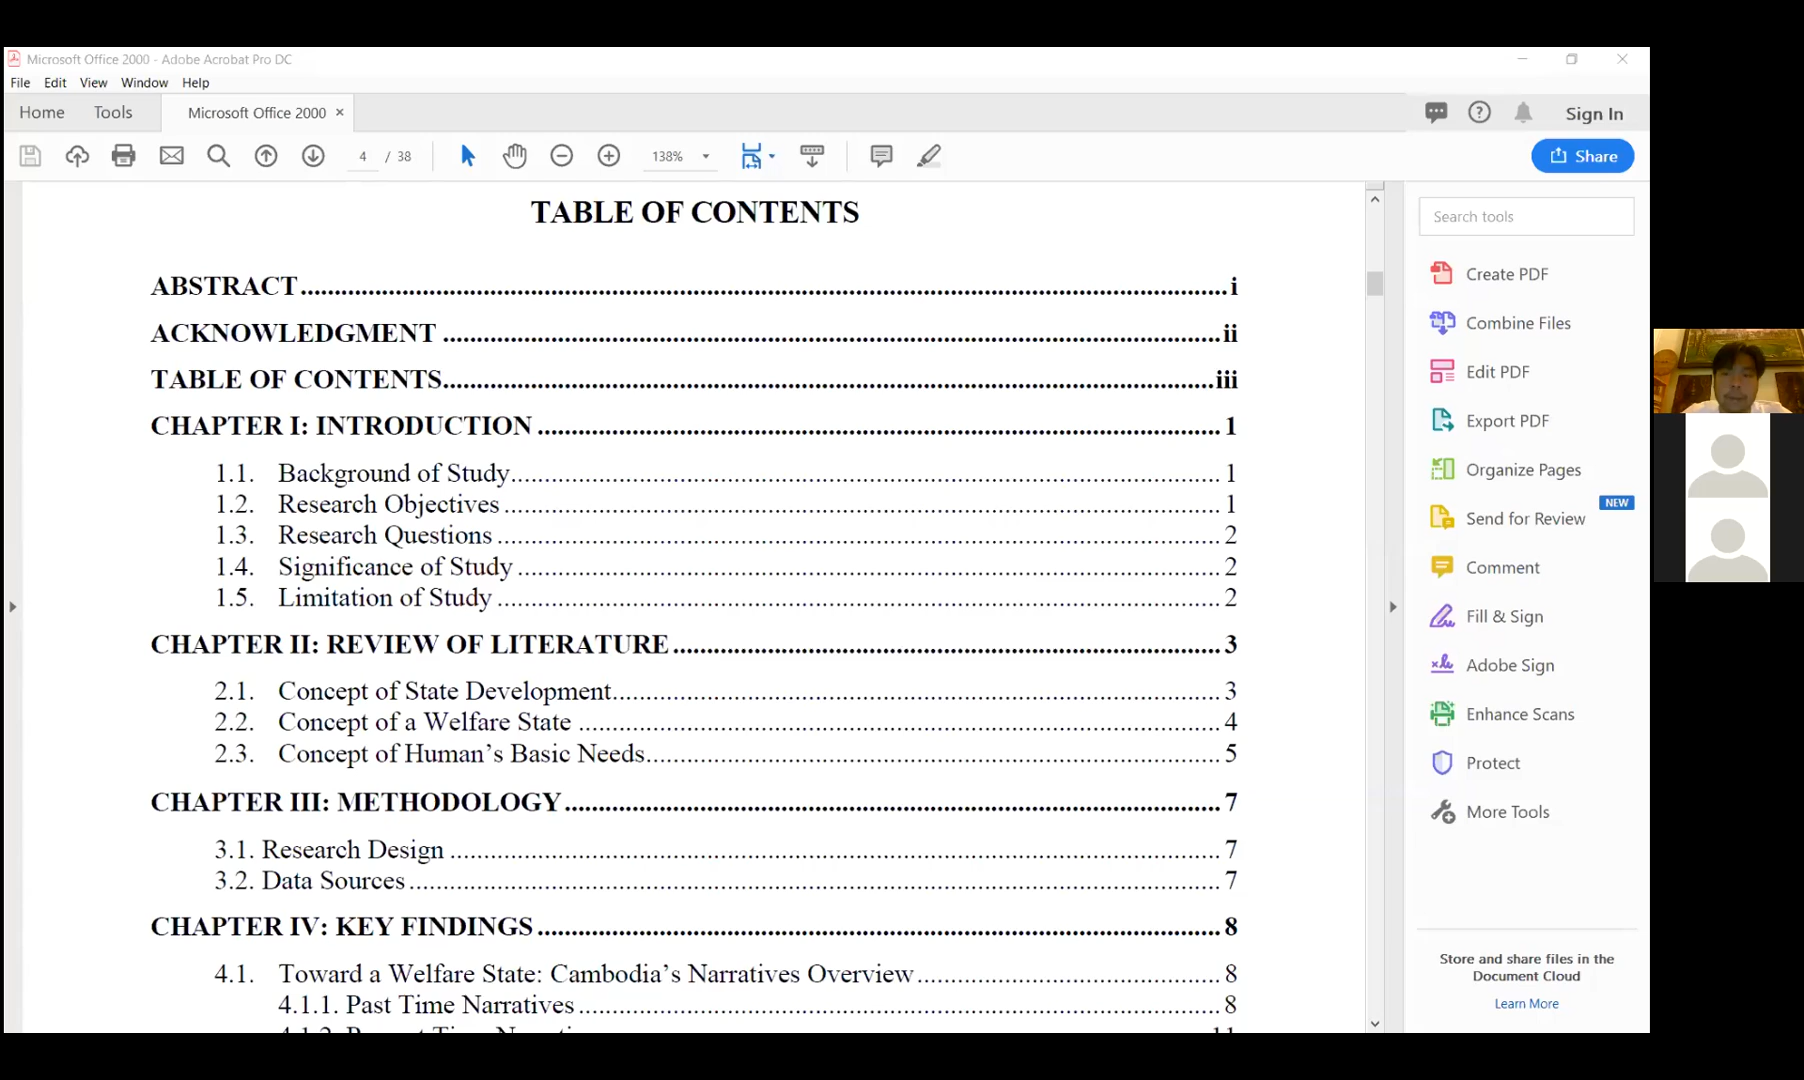 Microsoft Office 2000 - Adobe Acrobat Pro DC
File Edit View Window Help
Home Tools Microsoft Office 2000 × Sign In
4 / 38 138% Share
TABLE OF CONTENTS
ABSTRACT i
ACKNOWLEDGMENT ii
TABLE OF CONTENTS iii
CHAPTER I: INTRODUCTION 1
1.1. Background of Study 1
1.2. Research Objectives 1
1.3. Research Questions 2
1.4. Significance of Study 2
1.5. Limitation of Study 2
CHAPTER II: REVIEW OF LITERATURE 3
2.1. Concept of State Development 3
2.2. Concept of a Welfare State 4
2.3. Concept of Human’s Basic Needs 5
CHAPTER III: METHODOLOGY 7
3.1. Research Design 7
3.2. Data Sources 7
CHAPTER IV: KEY FINDINGS 8
4.1. Toward a Welfare State: Cambodia’s Narratives Overview 8
4.1.1. Past Time Narratives 8
Search tools
Create PDF
Combine Files
Edit PDF
Export PDF
Organize Pages
NEW
Send for Review
Comment
Fill & Sign
Adobe Sign
Enhance Scans
Protect
More Tools
Store and share files in the
Document Cloud
Learn More